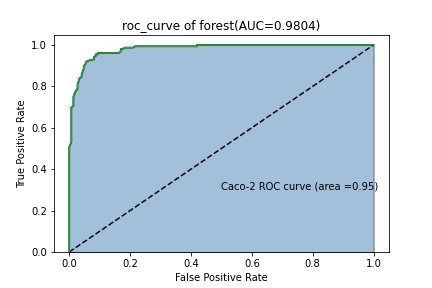 roc_curve of forest(AUC=0.9804)
1.0
0.8
0.6
0.4
0.2
0.0
True Positive Rate
Caco-2 ROC curve (area =0.95)
0.0 0.2 0.4 0.6 0.8 1.0
False Positive Rate